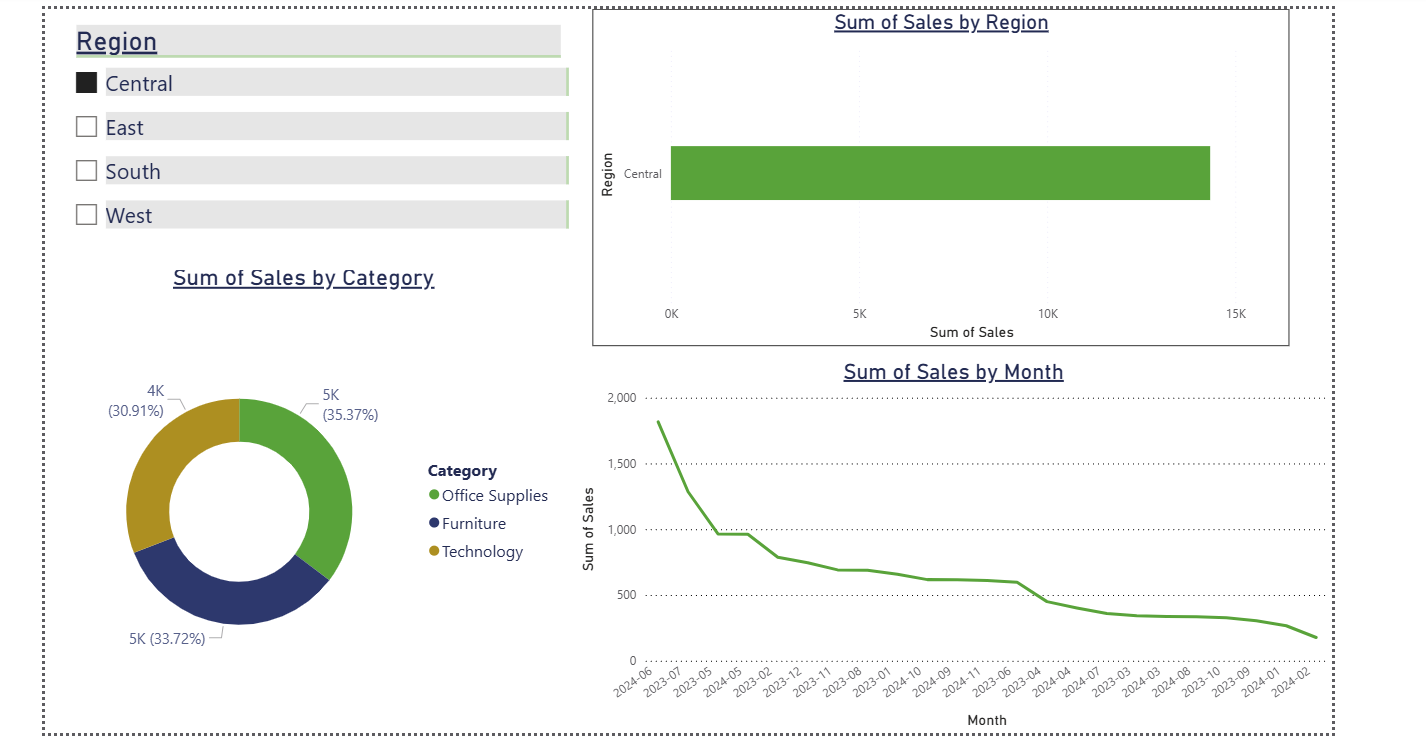 Region
Central
East
South
West
Sum of Sales by Category
4K
(30.91%)
5K
(35.37%)
5K (33.72%)
Category
Office Supplies
Furniture
Technology
Sum of Sales by Region
Region
Central
0K
5K
10K
15K
Sum of Sales
Sum of Sales by Month
Sum of Sales
2,000
1,500
1,000
500
0
2024-06
2023-07
2023-05
2024-05
2023-02
2023-12
2023-11
2023-08
2023-01
2024-10
2024-09
2024-11
2023-06
2023-04
2024-04
2024-07
2023-03
2024-03
2024-08
2023-10
2023-09
2024-01
2024-02
Month